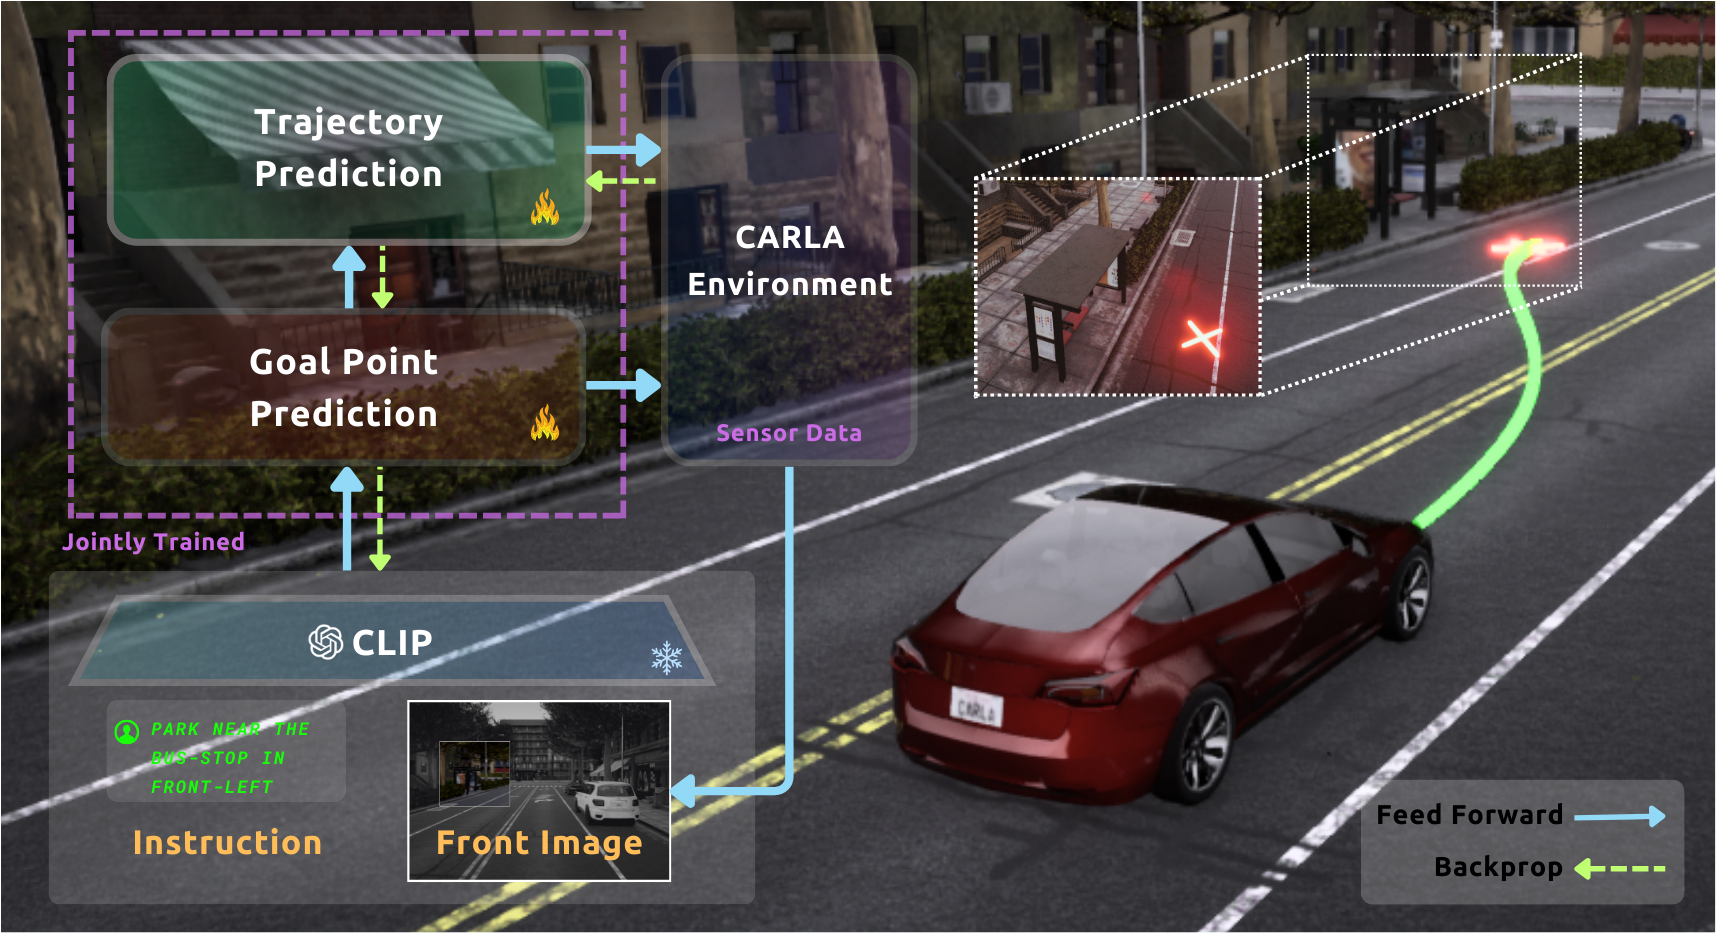 Trajectory
Prediction
Goal Point
Prediction
Jointly Trained
CARLA
Environment
Sensor Data
CLIP
PARK NEAR THE
BUS-STOP IN
FRONT-LEFT
Instruction
Front Image
CARLA
Feed Forward
Backprop